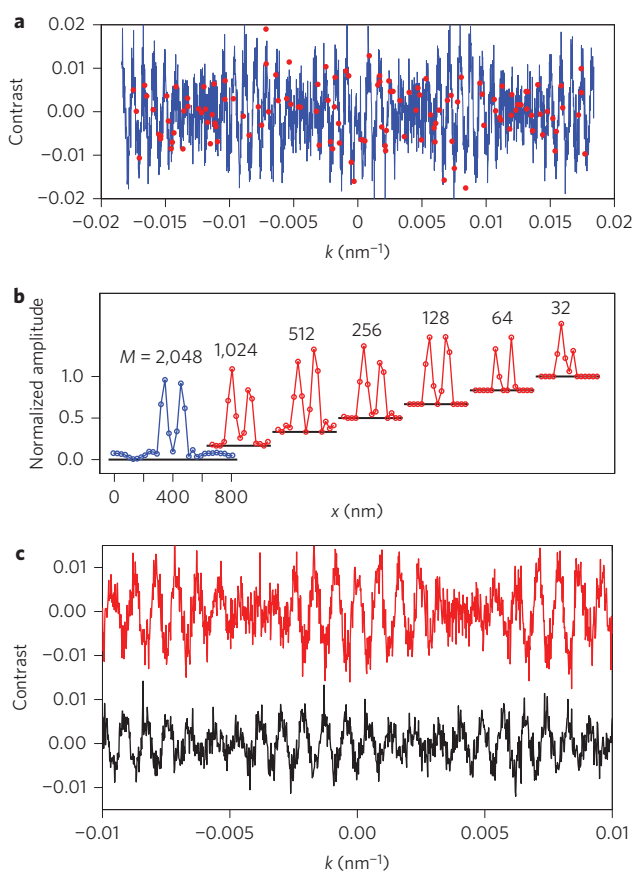 a
0.02
0.01
0.00
−0.01
−0.02
Contrast
−0.02 −0.015 −0.01 −0.005 0 0.005 0.01 0.015 0.02
k (nm⁻¹)
b
Normalized amplitude
1.0
0.5
0.0
M = 2,048 1,024 512 256 128 64 32
0 400 800
x (nm)
c
0.01
0.00
−0.01
0.01
0.00
−0.01
Contrast
−0.01 −0.005 0.00 0.005 0.01
k (nm⁻¹)